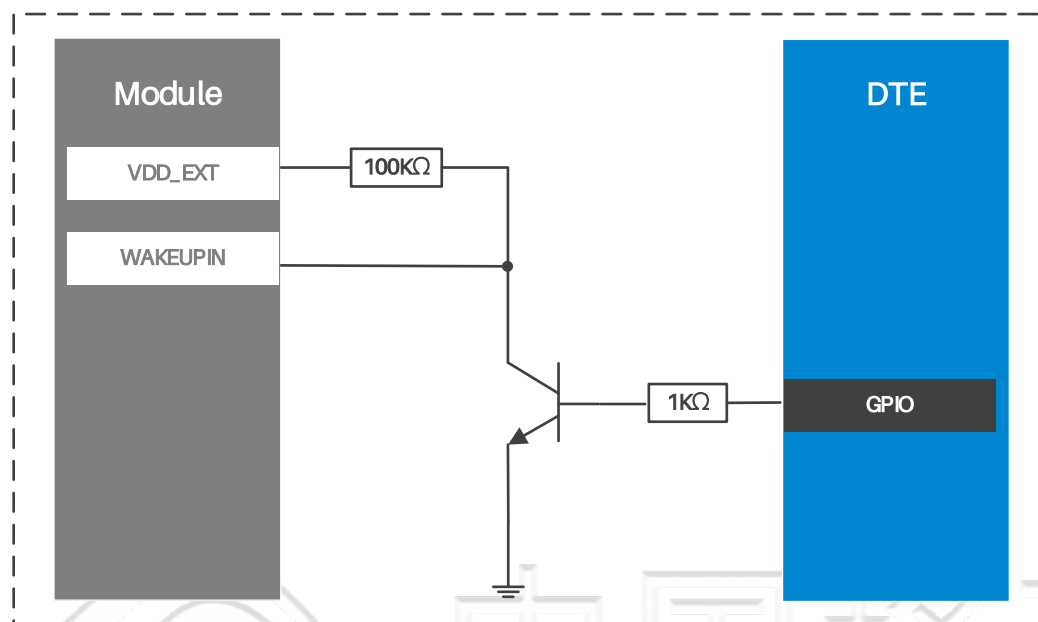 Module
DTE
VDD_EXT
100KΩ
WAKEUPIN
1KΩ
GPIO